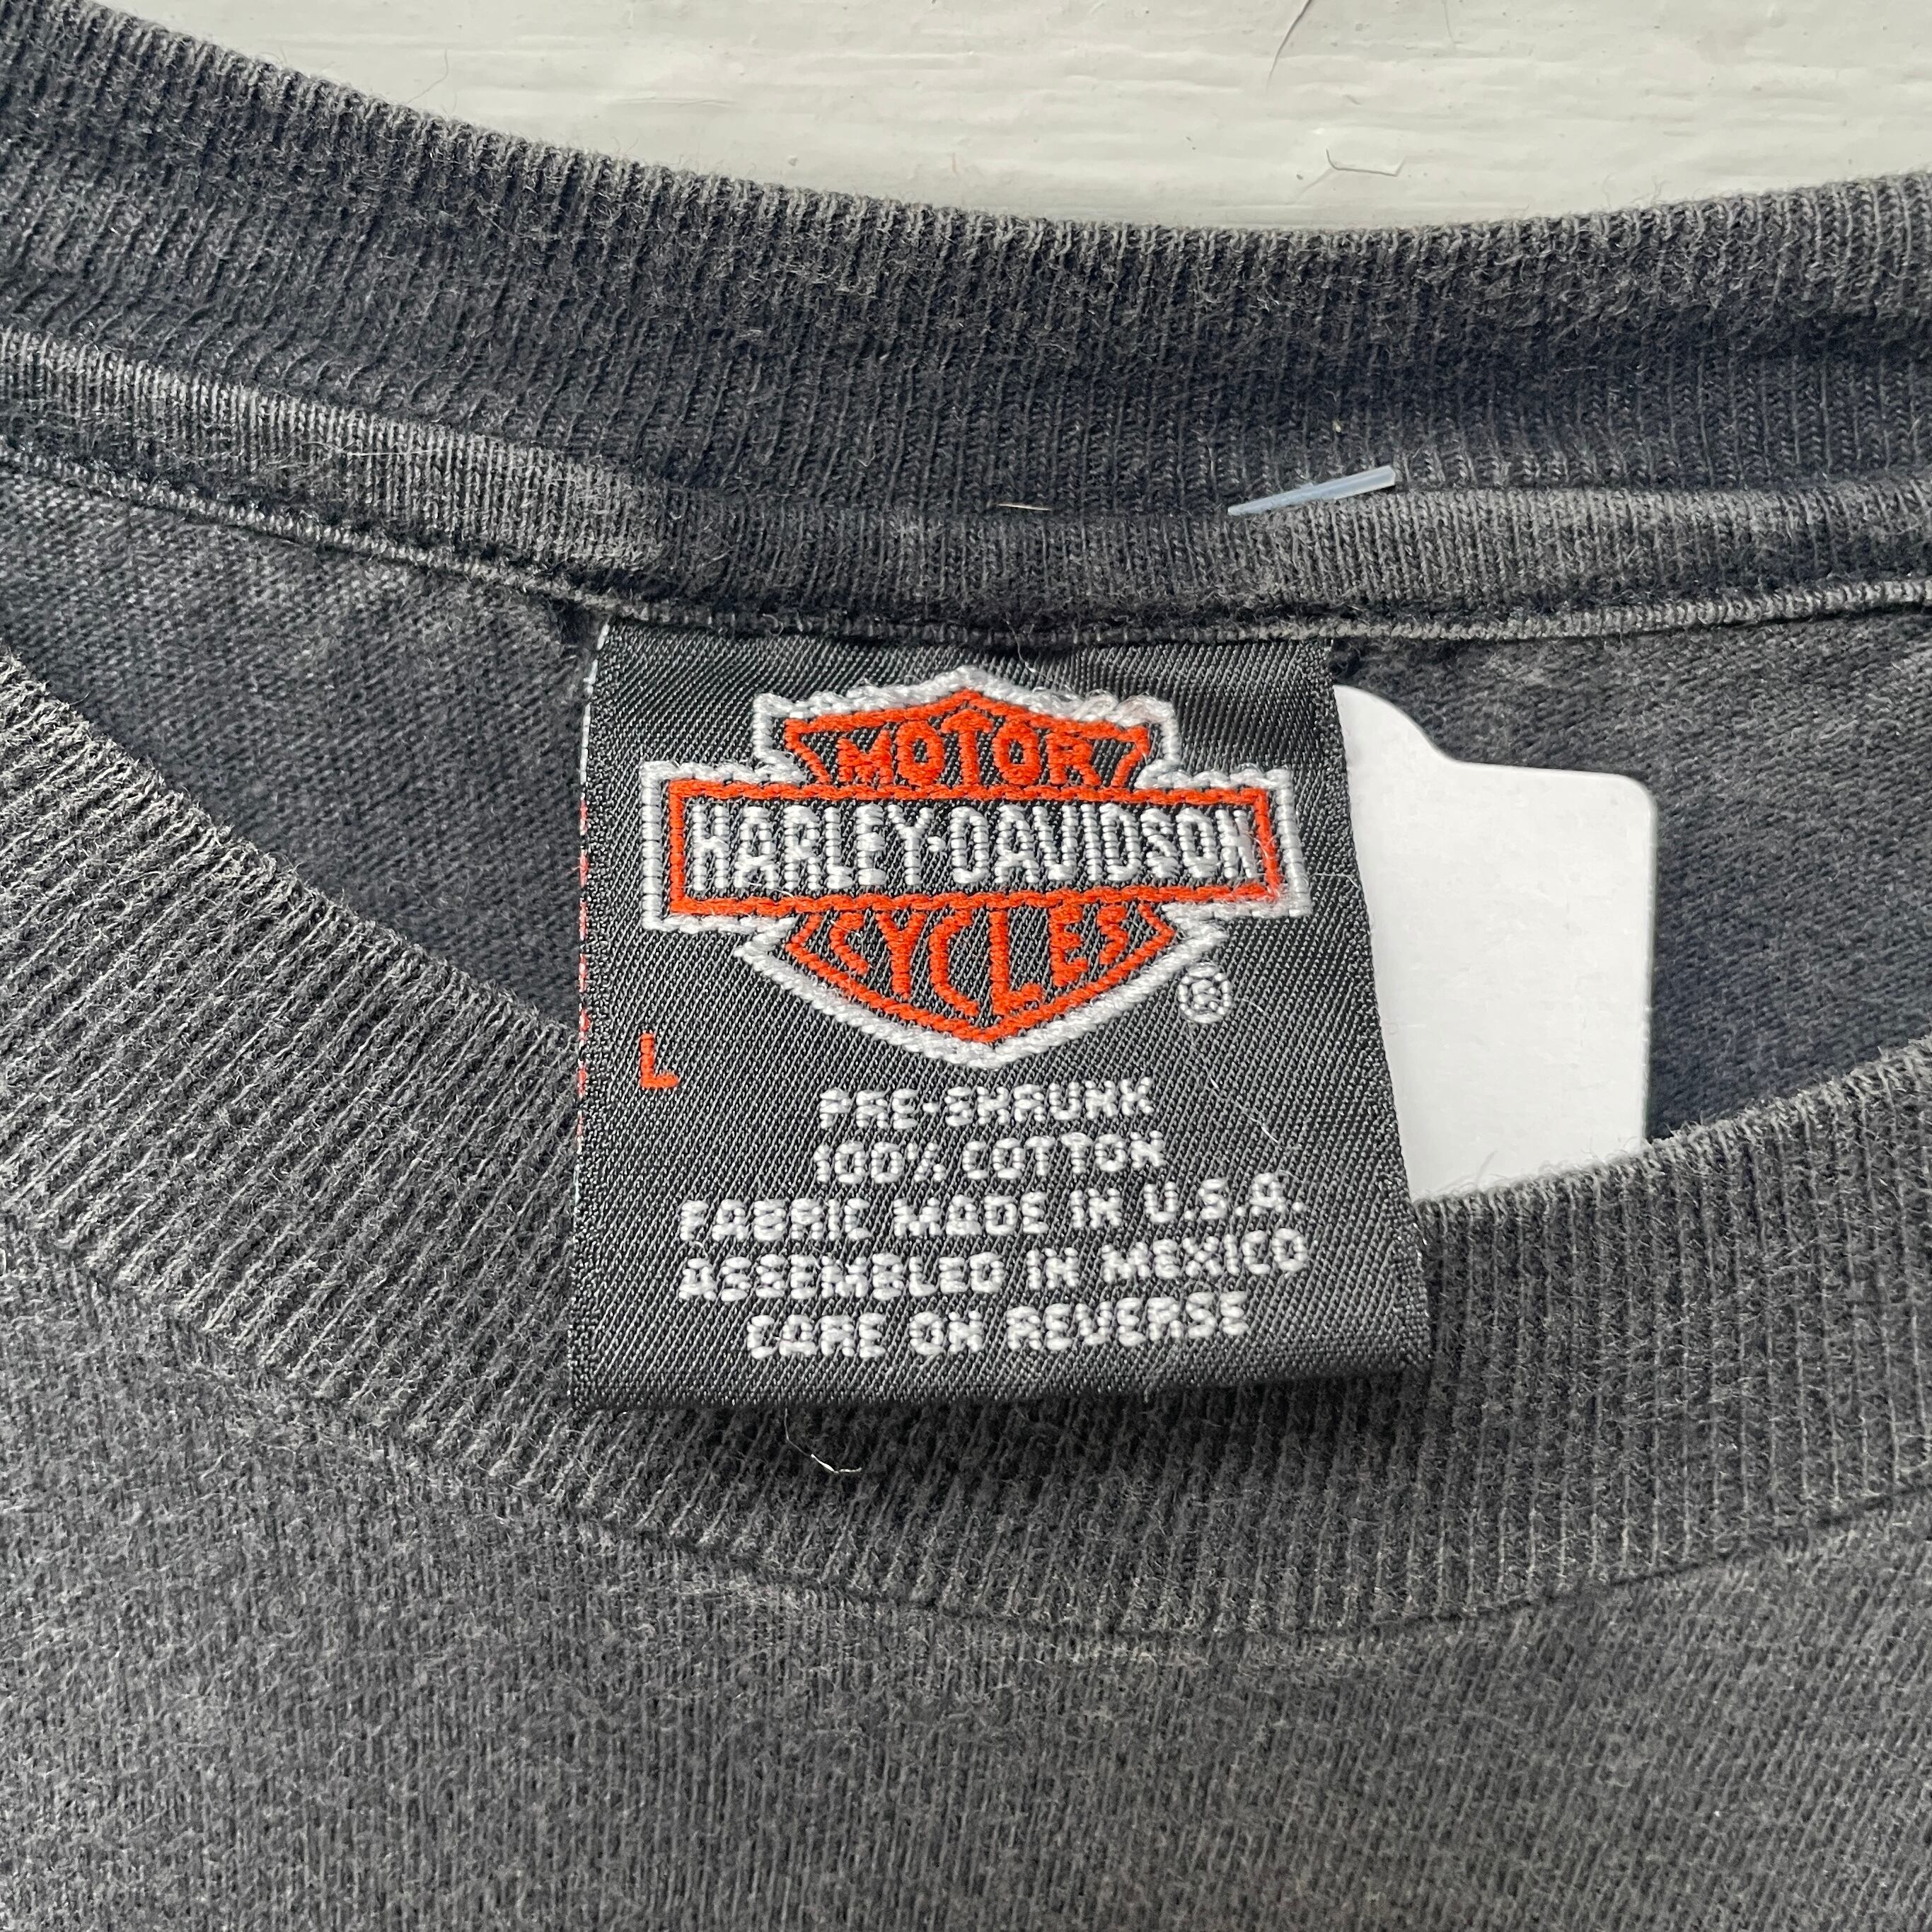 MOTOR
HARLEY-DAVIDSON
CYCLES
®
L
PRE-SHRUNK
100% COTTON
FABRIC MADE IN U.S.A.
ASSEMBLED IN MEXICO
CARE ON REVERSE